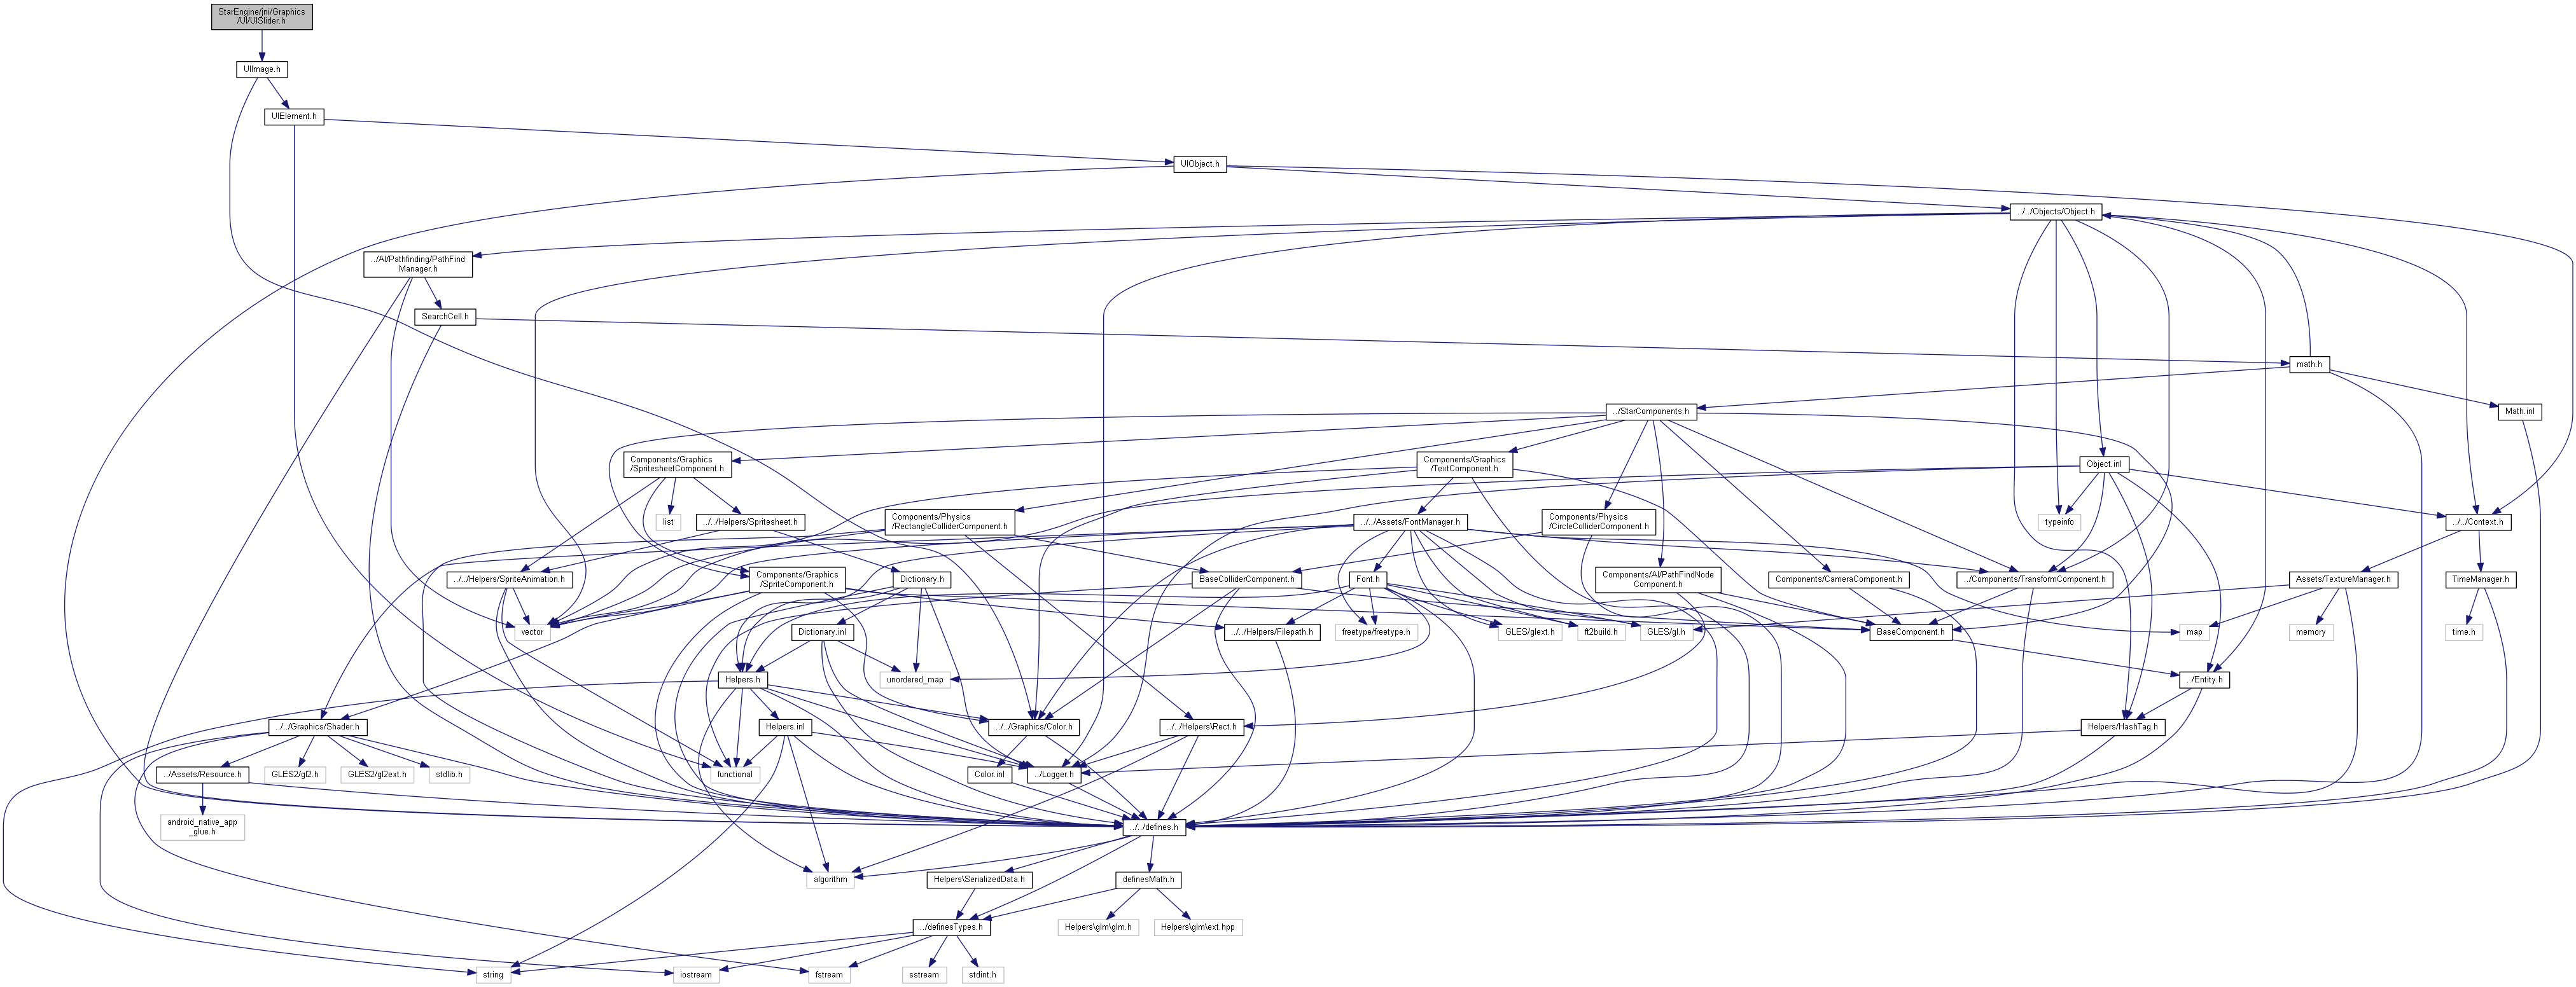 StarEngine/jni/Graphics
/UI/UISlider.h
UIImage.h
UIElement.h
UIObject.h
../../Objects/Object.h
../AI/Pathfinding/PathFind
Manager.h
SearchCell.h
math.h
../StarComponents.h
Math.inl
Components/Graphics
/SpritesheetComponent.h
Components/Graphics
/TextComponent.h
Object.inl
list
../../Helpers/Spritesheet.h
Components/Physics
/RectangleColliderComponent.h
../../Assets/FontManager.h
Components/Physics
/CircleColliderComponent.h
typeinfo
../../Context.h
../../Helpers/SpriteAnimation.h
Components/Graphics
/SpriteComponent.h
Dictionary.h
BaseColliderComponent.h
Font.h
Components/AI/PathFindNode
Component.h
Components/CameraComponent.h
../Components/TransformComponent.h
Assets/TextureManager.h
TimeManager.h
vector
Dictionary.inl
../../Helpers/Filepath.h
freetype/freetype.h
GLES/glext.h
ft2build.h
GLES/gl.h
BaseComponent.h
map
memory
time.h
Helpers.h
unordered_map
../Entity.h
../../Graphics/Shader.h
Helpers.inl
../../Graphics/Color.h
../../Helpers\Rect.h
Helpers/HashTag.h
../Assets/Resource.h
GLES2/gl2.h
GLES2/gl2ext.h
stdlib.h
functional
Color.inl
../Logger.h
android_native_app
_glue.h
../../defines.h
algorithm
Helpers\SerializedData.h
definesMath.h
../definesTypes.h
Helpers\glm\glm.h
Helpers\glm\ext.hpp
string
iostream
fstream
sstream
stdint.h